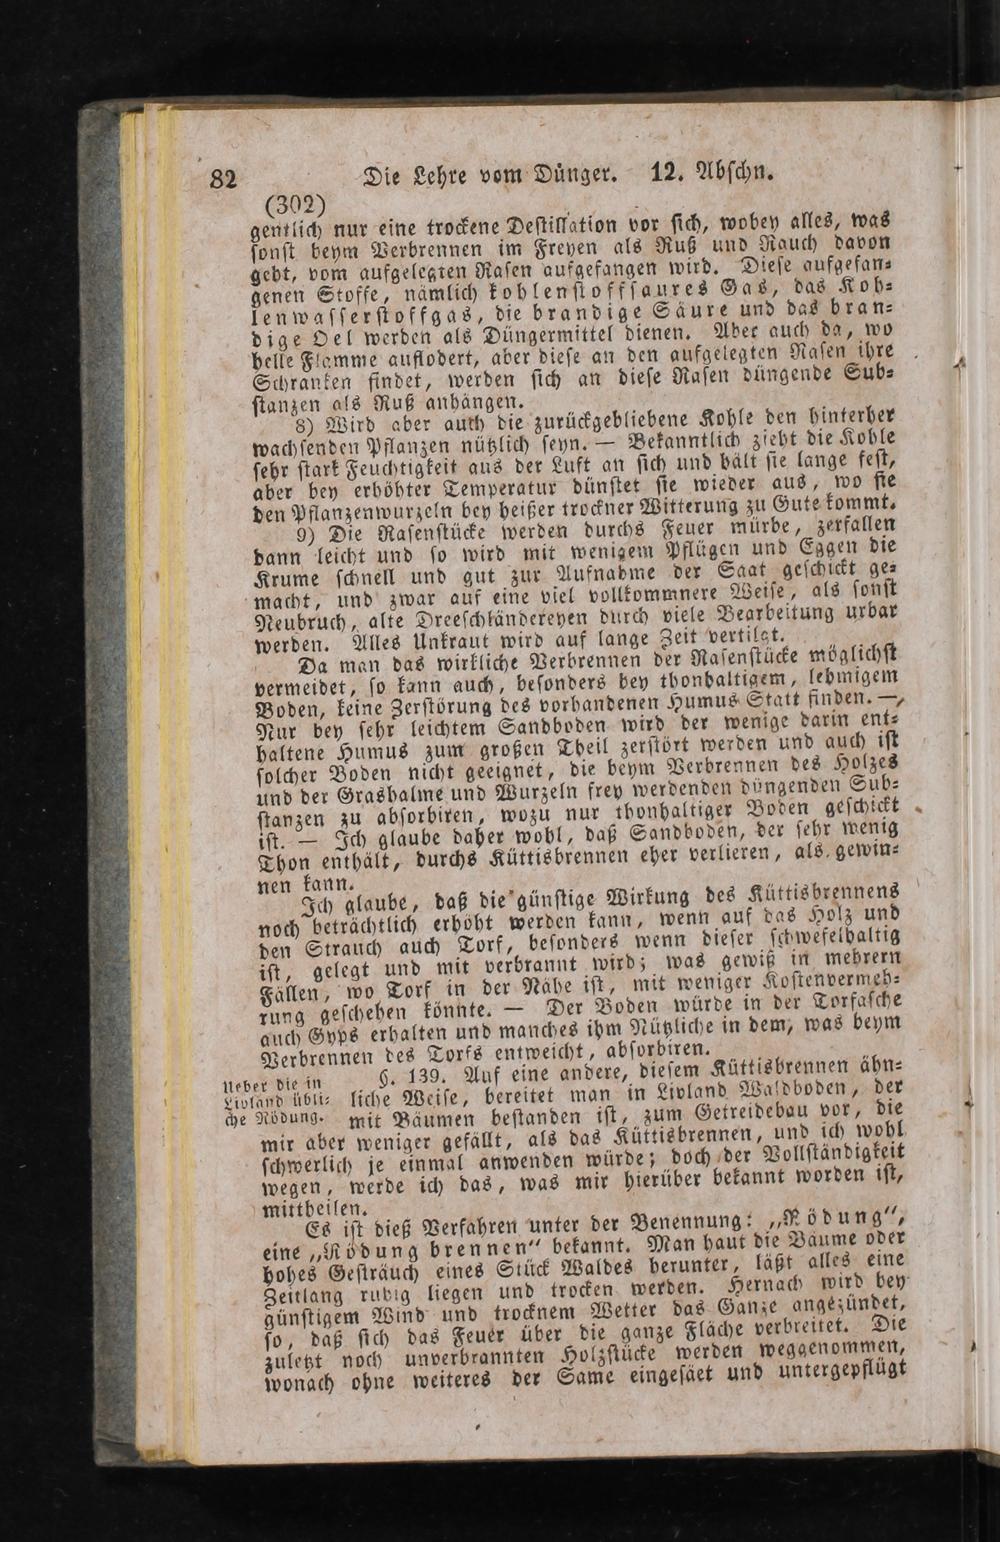 82 Die Lehre vom Dünger. 12. Abſchn.
(302)
gentlich nur eine trockene Deſtillation vor ſich, wobey alles, was
ſonſt beym Verbrennen im Freyen als Ruß und Rauch davon
geht, vom aufgelegten Raſen aufgefangen wird. Dieſe aufgefan⸗
genen Stoffe, nämlich kohlenſtoffſaures Gas, das Koh⸗
lenwaſſerſtoffgas, die brandige Säure und das bran⸗
dige Oel werden als Düngermittel dienen. Aber auch da, wo
helle Flamme auflodert, aber dieſe an den aufgelegten Raſen ihre
Schranken findet, werden ſich an dieſe Raſen düngende Sub⸗
ſtanzen als Ruß anhängen.
8) Wird aber auch die zurückgebliebene Kohle den hinterher
wachſenden Pflanzen nützlich ſeyn. — Bekanntlich zieht die Kohle
ſehr ſtark Feuchtigkeit aus der Luft an ſich und hält ſie lange feſt,
aber bey erhöhter Temperatur dünſtet ſie wieder aus, wo ſie
den Pflanzenwurzeln bey heißer trockner Witterung zu Gute kommt.
9) Die Raſenſtücke werden durchs Feuer mürbe, zerfallen
dann leicht und ſo wird mit wenigem Pflügen und Eggen die
Krume ſchnell und gut zur Aufnahme der Saat geſchickt ge⸗
macht, und zwar auf eine viel vollkommnere Weiſe, als ſonſt
Neubruch, alte Dreeſchländereyen durch viele Bearbeitung urbar
werden. Alles Unkraut wird auf lange Zeit vertilgt.
Da man das wirkliche Verbrennen der Raſenſtücke möglichſt
vermeidet, ſo kann auch, beſonders bey thonhaltigem, lehmigem
Boden, keine Zerſtörung des vorhandenen Humus Statt finden. —
Nur bey ſehr leichtem Sandboden wird der wenige darin ent⸗
haltene Humus zum großen Theil zerſtört werden und auch iſt
ſolcher Boden nicht geeignet, die beym Verbrennen des Holzes
und der Grashalme und Wurzeln frey werdenden düngenden Sub⸗
ſtanzen zu abſorbiren, wozu nur thonhaltiger Boden geſchickt
iſt. — Ich glaube daher wohl, daß Sandboden, der ſehr wenig
Thon enthält, durchs Küttisbrennen eher verlieren, als gewin⸗
nen kann.
Ich glaube, daß die günſtige Wirkung des Küttisbrennens
noch beträchtlich erhöht werden kann, wenn auf das Holz und
den Strauch auch Torf, beſonders wenn dieſer ſchwefelhaltig
iſt, gelegt und mit verbrannt wird; was gewiß in mehrern
Fällen, wo Torf in der Nähe iſt, mit weniger Koſtenvermeh⸗
rung geſchehen könnte. — Der Boden würde in der Torfaſche
auch Gyps erhalten und manches ihm Nützliche in dem, was beym
Verbrennen des Torfs entweicht, abſorbiren.
Ueber die in
Livland übli⸗
che Rödung.
§. 139. Auf eine andere, dieſem Küttisbrennen ähn⸗
liche Weiſe, bereitet man in Livland Waldboden, der
mit Bäumen beſtanden iſt, zum Getreidebau vor, die
mir aber weniger gefällt, als das Küttisbrennen, und ich wohl
ſchwerlich je einmal anwenden würde; doch der Vollſtändigkeit
wegen, werde ich das, was mir hierüber bekannt worden iſt,
mittheilen.
Es iſt dieß Verfahren unter der Benennung: „Rödung“,
eine „Rödung brennen“ bekannt. Man haut die Bäume oder
hohes Geſträuch eines Stück Waldes herunter, läßt alles eine
Zeitlang ruhig liegen und trocken werden. Hernach wird bey
günſtigem Wind und trocknem Wetter das Ganze angezündet,
ſo, daß ſich das Feuer über die ganze Fläche verbreitet. Die
zuletzt noch unverbrannten Holzſtücke werden weggenommen,
wonach ohne weiteres der Same eingeſäet und untergepflügt